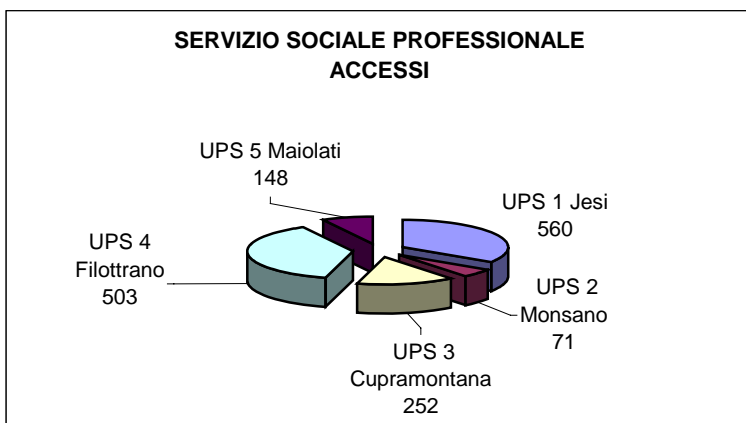 SERVIZIO SOCIALE PROFESSIONALE
ACCESSI
UPS 5 Maiolati
148
UPS 1 Jesi
560
UPS 4
Filottrano
503
UPS 2
Monsano
71
UPS 3
Cupramontana
252